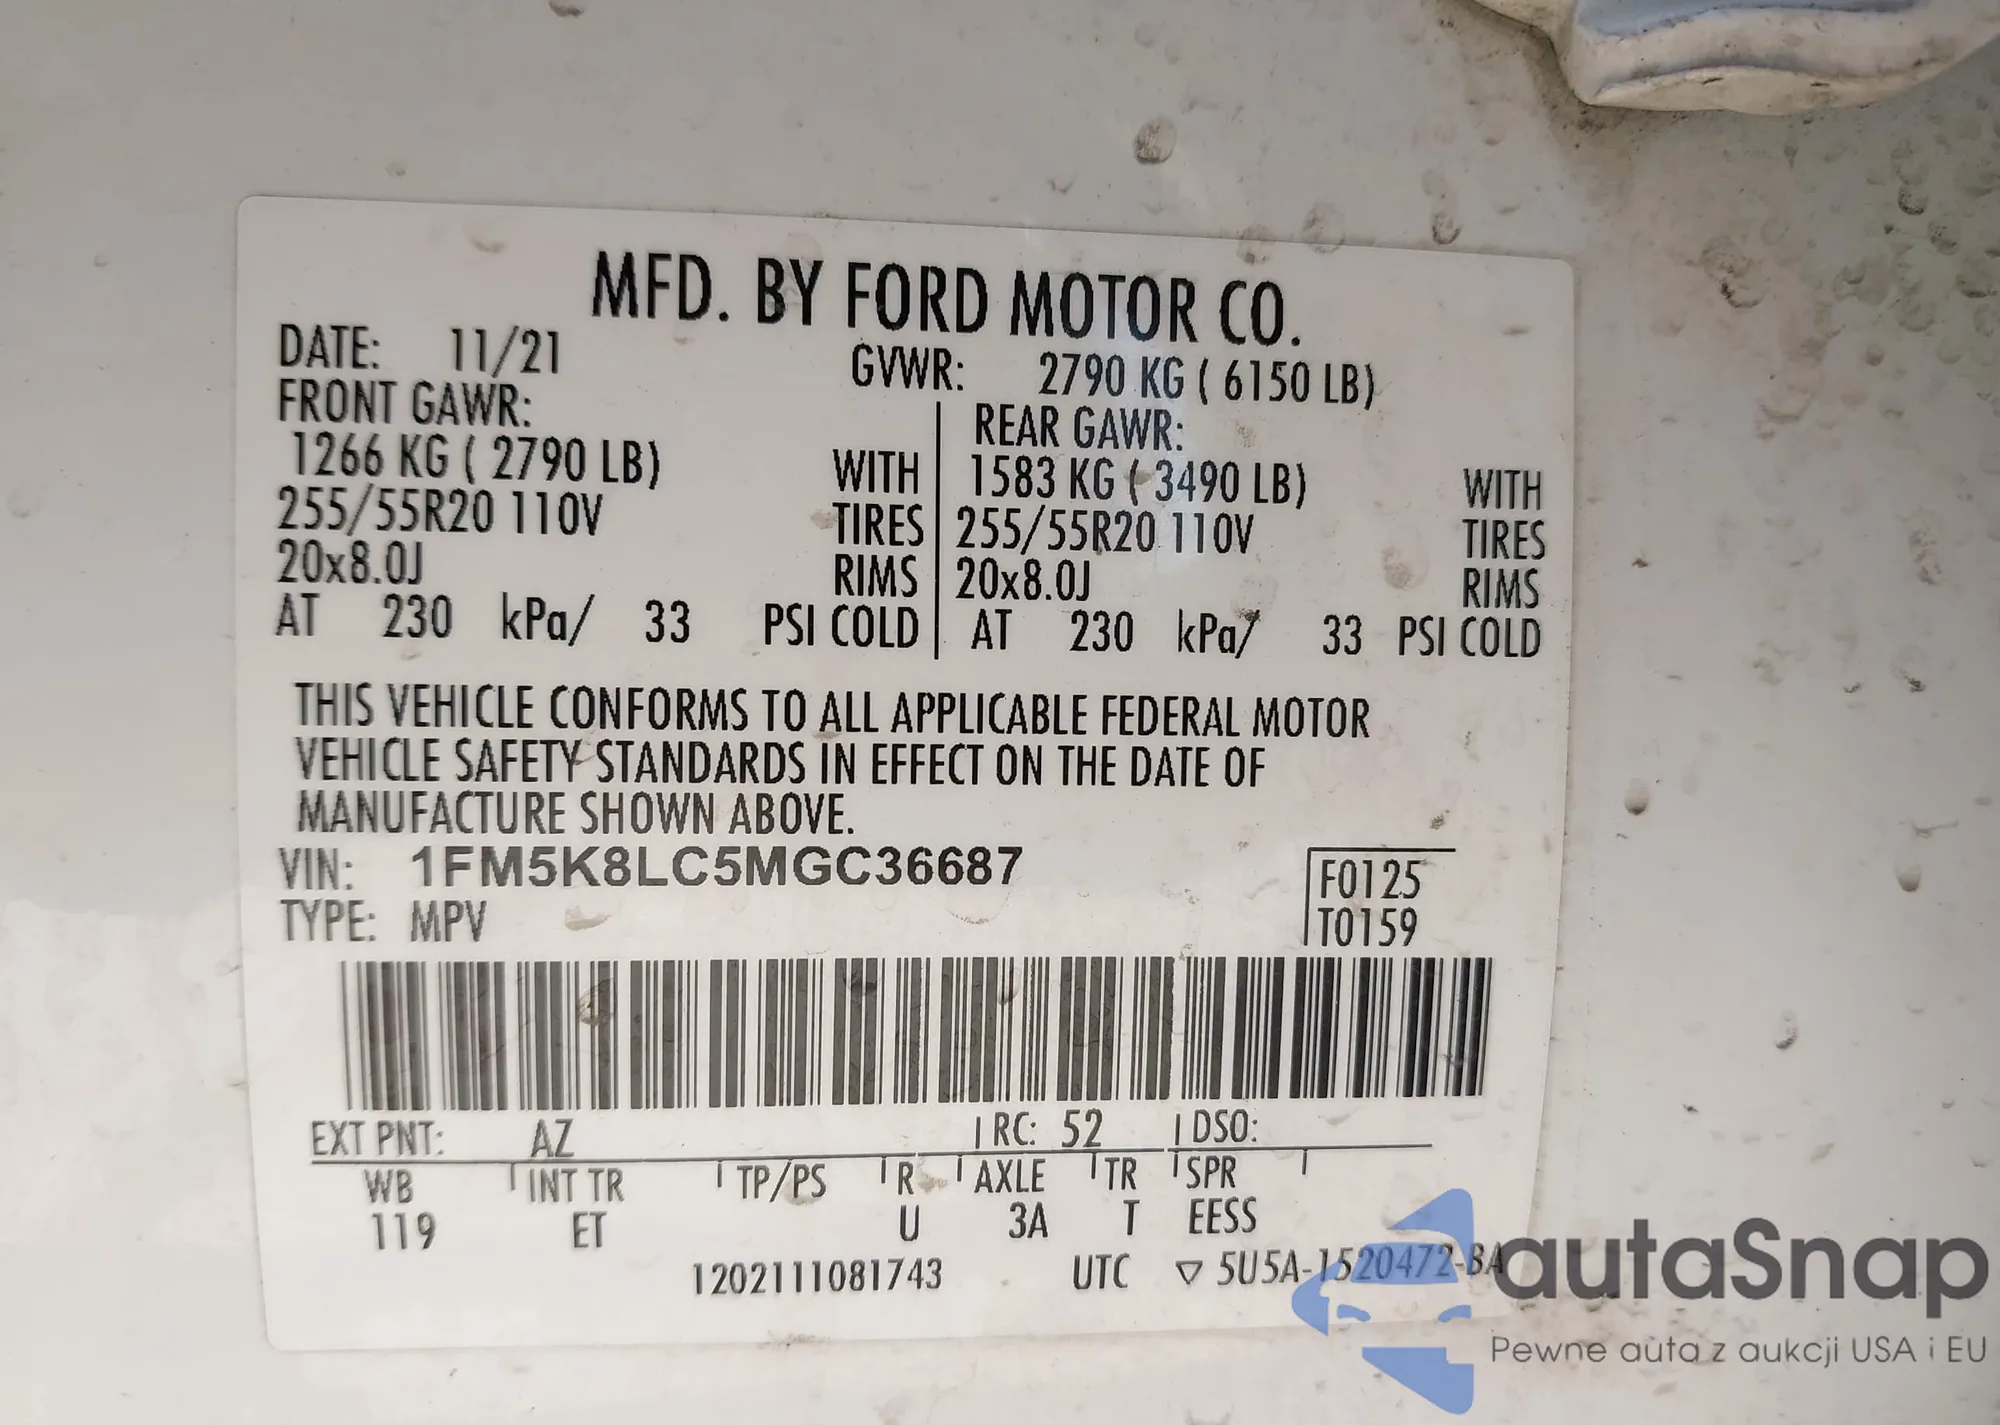 MFD. BY FORD MOTOR CO.
DATE: 11/21
GVWR: 2790 KG ( 6150 LB)
FRONT GAWR:
1266 KG ( 2790 LB) WITH
255/55R20 110V TIRES
20x8.0J RIMS
AT 230 kPa/ 33 PSI COLD
REAR GAWR:
1583 KG ( 3490 LB) WITH
255/55R20 110V TIRES
20x8.0J RIMS
AT 230 kPa/ 33 PSI COLD
THIS VEHICLE CONFORMS TO ALL APPLICABLE FEDERAL MOTOR
VEHICLE SAFETY STANDARDS IN EFFECT ON THE DATE OF
MANUFACTURE SHOWN ABOVE.
VIN: 1FM5K8LC5MGC36687
TYPE: MPV
F0125
T0159
EXT PNT: AZ RC: 52 DSO:
WB INT TR TP/PS R AXLE TR SPR
119 ET U 3A T EESS
1202111081743 UTC ▽ 5U5A-1520472-BA
autaSnap
Pewne auta z aukcji USA i EU